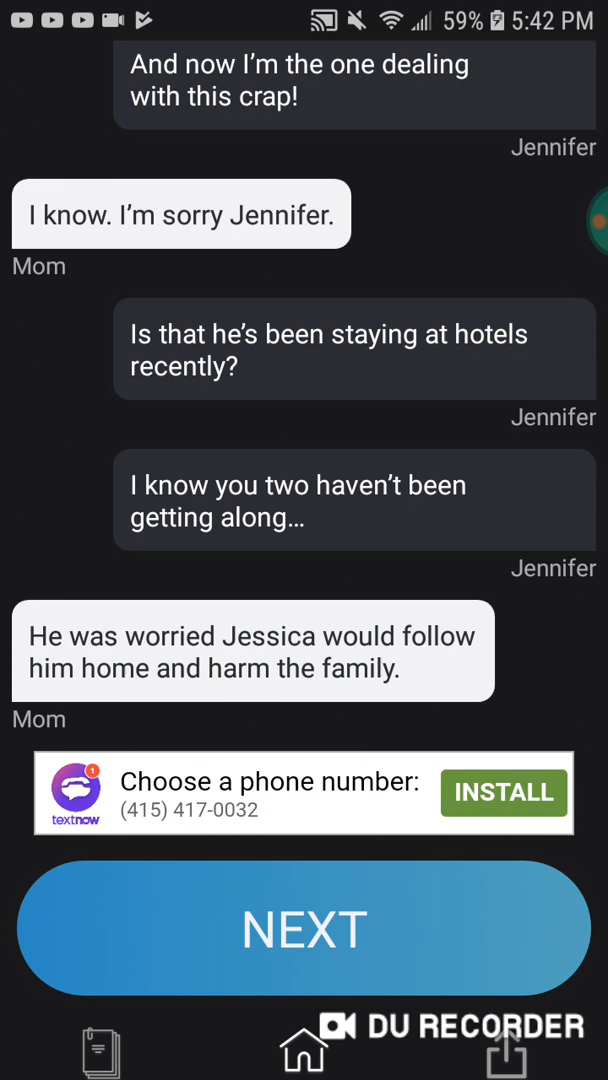 59% 5:42 PM
And now I’m the one dealing
with this crap!
Jennifer
I know. I’m sorry Jennifer.
Mom
Is that he’s been staying at hotels
recently?
Jennifer
I know you two haven’t been
getting along…
Jennifer
He was worried Jessica would follow
him home and harm the family.
Mom
1
textnow
Choose a phone number:
(415) 417-0032
INSTALL
NEXT
DU RECORDER